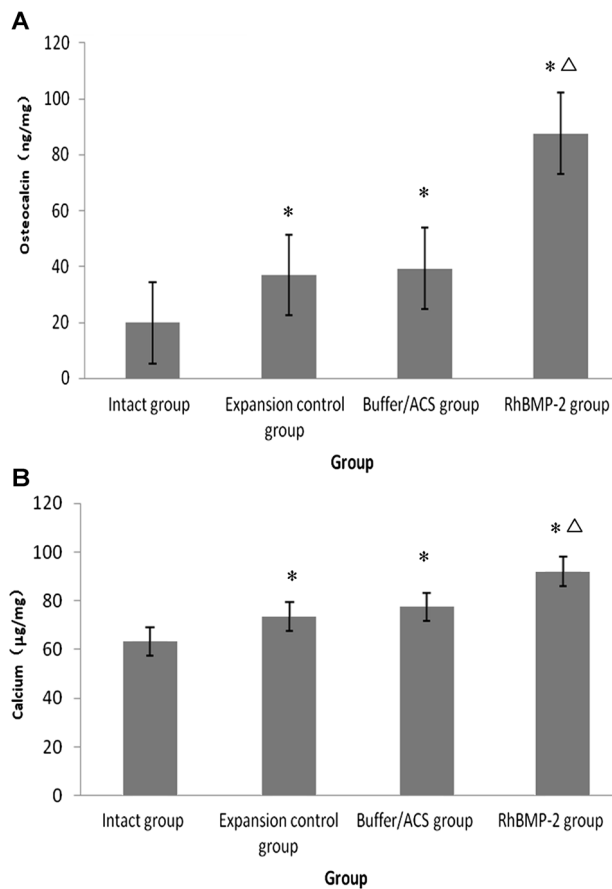 A
120
100
80
60
40
20
0
Osteocalcin (ng/mg)
*
*
* △
Intact group
Expansion control group
Buffer/ACS group
RhBMP-2 group
Group
B
120
100
80
60
40
20
0
Calcium (μg/mg)
*
*
* △
Intact group
Expansion control group
Buffer/ACS group
RhBMP-2 group
Group